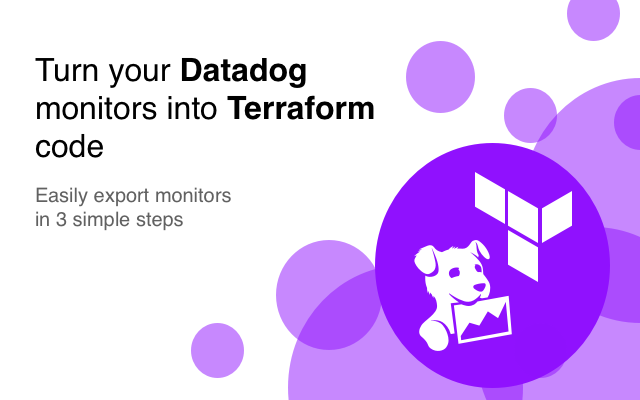 Turn your Datadog
monitors into Terraform
code
Easily export monitors
in 3 simple steps